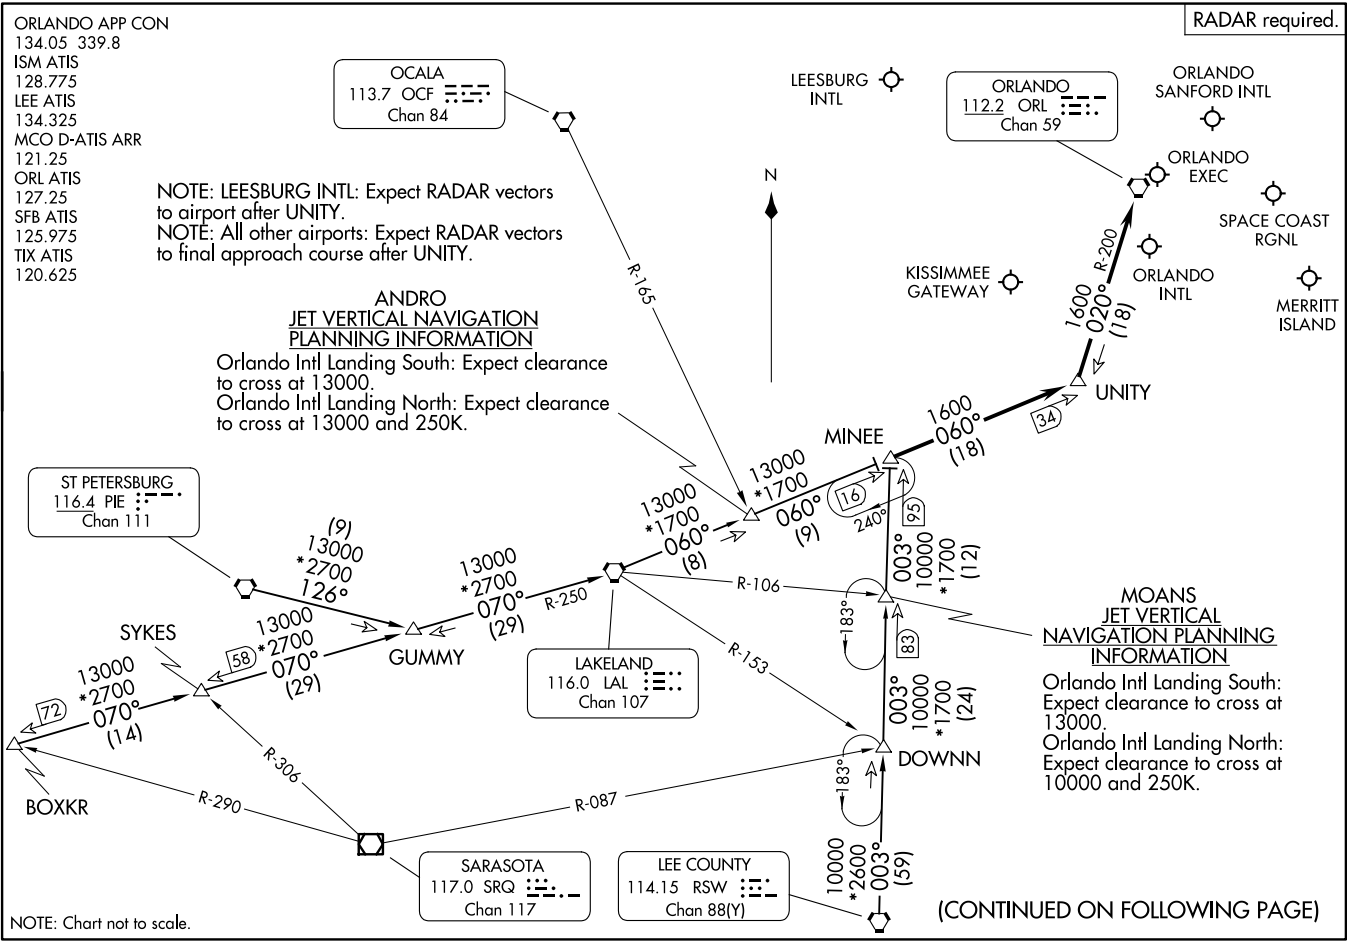 ORLANDO APP CON
134.05 339.8
ISM ATIS
128.775
LEE ATIS
134.325
MCO D-ATIS ARR
121.25
ORL ATIS
127.25
SFB ATIS
125.975
TIX ATIS
120.625
RADAR required.
OCALA
113.7 OCF
Chan 84
LEESBURG
INTL
ORLANDO
112.2 ORL
Chan 59
ORLANDO
SANFORD INTL
ORLANDO
EXEC
SPACE COAST
RGNL
ORLANDO
INTL
MERRITT
ISLAND
KISSIMMEE
GATEWAY
N
NOTE: LEESBURG INTL: Expect RADAR vectors
to airport after UNITY.
NOTE: All other airports: Expect RADAR vectors
to final approach course after UNITY.
ANDRO
JET VERTICAL NAVIGATION
PLANNING INFORMATION
Orlando Intl Landing South: Expect clearance
to cross at 13000.
Orlando Intl Landing North: Expect clearance
to cross at 13000 and 250K.
R-165
R-200
1600
020°
(18)
UNITY
34
1600
060°
(18)
MINEE
13000
*1700
060°
(9)
16
240°
95
13000
*1700
060°
(8)
ST PETERSBURG
116.4 PIE
Chan 111
(9)
13000
*2700
126°
13000
*2700
070°
(29)
R-250
GUMMY
SYKES
13000
*2700
070°
(29)
58
13000
*2700
070°
(14)
72
BOXKR
R-290
R-306
LAKELAND
116.0 LAL
Chan 107
R-106
R-153
R-087
003°
10000
*1700
(12)
183°
83
003°
10000
*1700
(24)
DOWNN
183°
10000
*2600
003°
(59)
MOANS
JET VERTICAL
NAVIGATION PLANNING
INFORMATION
Orlando Intl Landing South:
Expect clearance to cross at
13000.
Orlando Intl Landing North:
Expect clearance to cross at
10000 and 250K.
SARASOTA
117.0 SRQ
Chan 117
LEE COUNTY
114.15 RSW
Chan 88(Y)
(CONTINUED ON FOLLOWING PAGE)
NOTE: Chart not to scale.